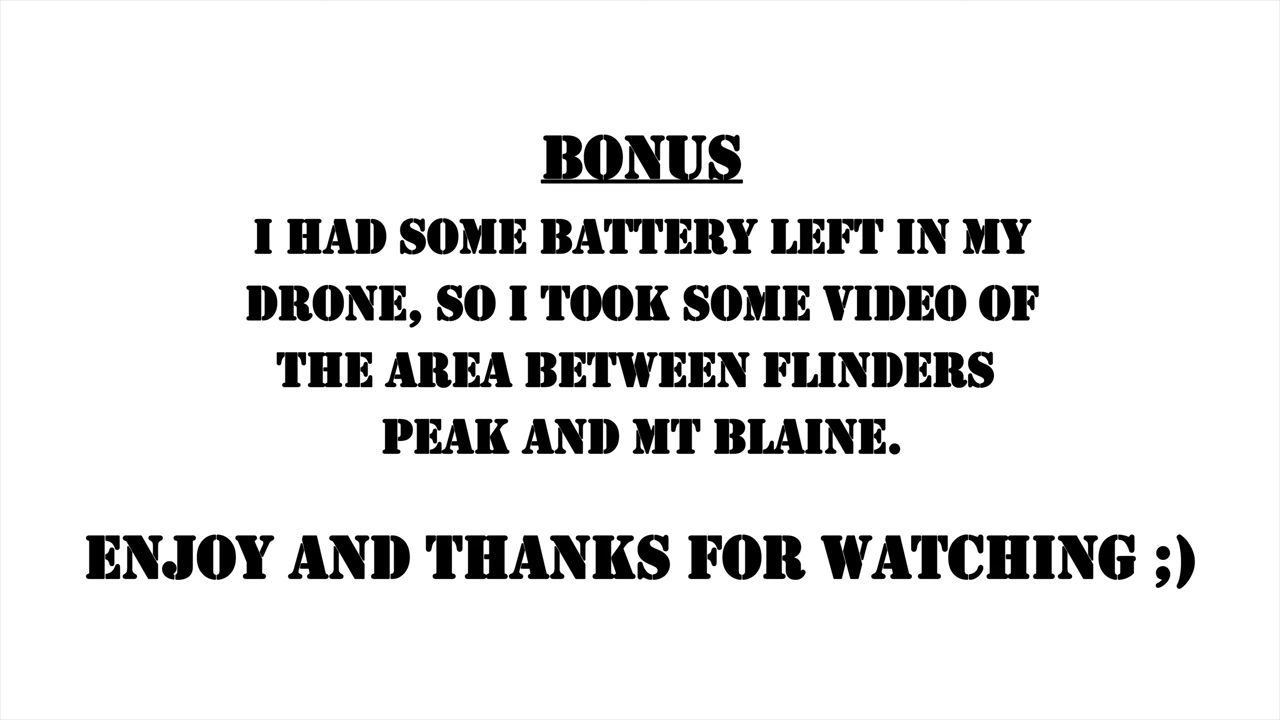 BONUS
I HAD SOME BATTERY LEFT IN MY
DRONE, SO I TOOK SOME VIDEO OF
THE AREA BETWEEN FLINDERS
PEAK AND MT BLAINE.
ENJOY AND THANKS FOR WATCHING ;)